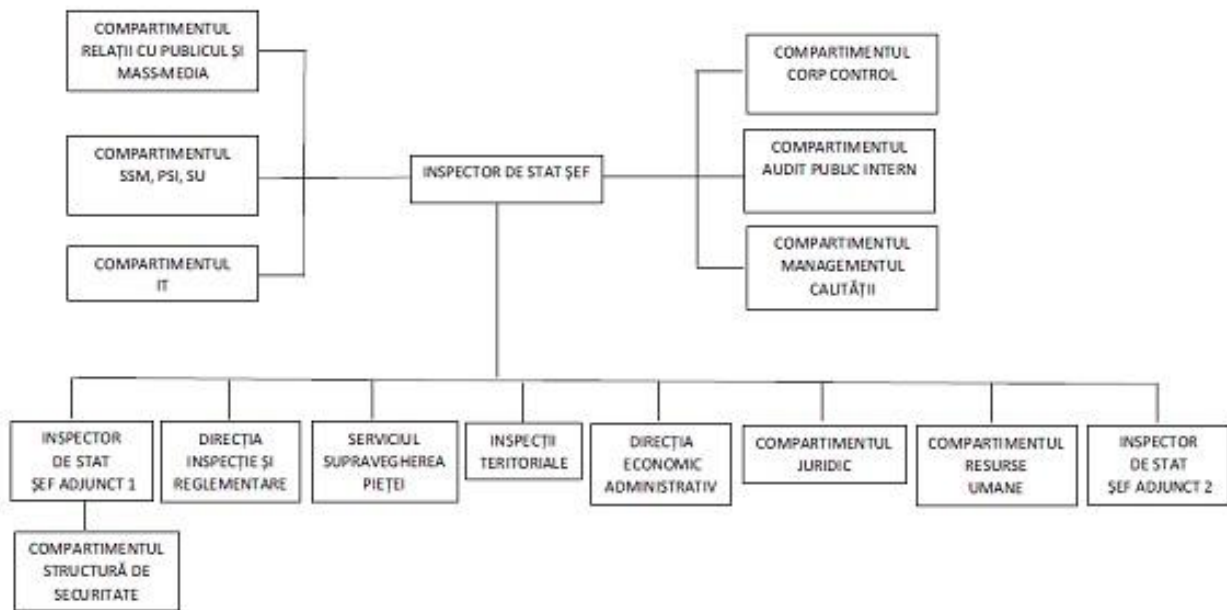 COMPARTIMENTUL
RELAȚII CU PUBLICUL ȘI
MASS-MEDIA
COMPARTIMENTUL
SSM, PSI, SU
COMPARTIMENTUL
IT
INSPECTOR DE STAT ȘEF
COMPARTIMENTUL
CORP CONTROL
COMPARTIMENTUL
AUDIT PUBLIC INTERN
COMPARTIMENTUL
MANAGEMENTUL
CALITĂȚII
INSPECTOR
DE STAT
ȘEF ADJUNCT 1
DIRECȚIA
INSPECȚIE ȘI
REGLEMENTARE
SERVICIUL
SUPRAVEGHEREA
PIEȚEI
INSPECȚII
TERITORIALE
DIRECȚIA
ECONOMIC
ADMINISTRATIV
COMPARTIMENTUL
JURIDIC
COMPARTIMENTUL
RESURSE
UMANE
INSPECTOR
DE STAT
ȘEF ADJUNCT 2
COMPARTIMENTUL
STRUCTURĂ DE
SECURITATE